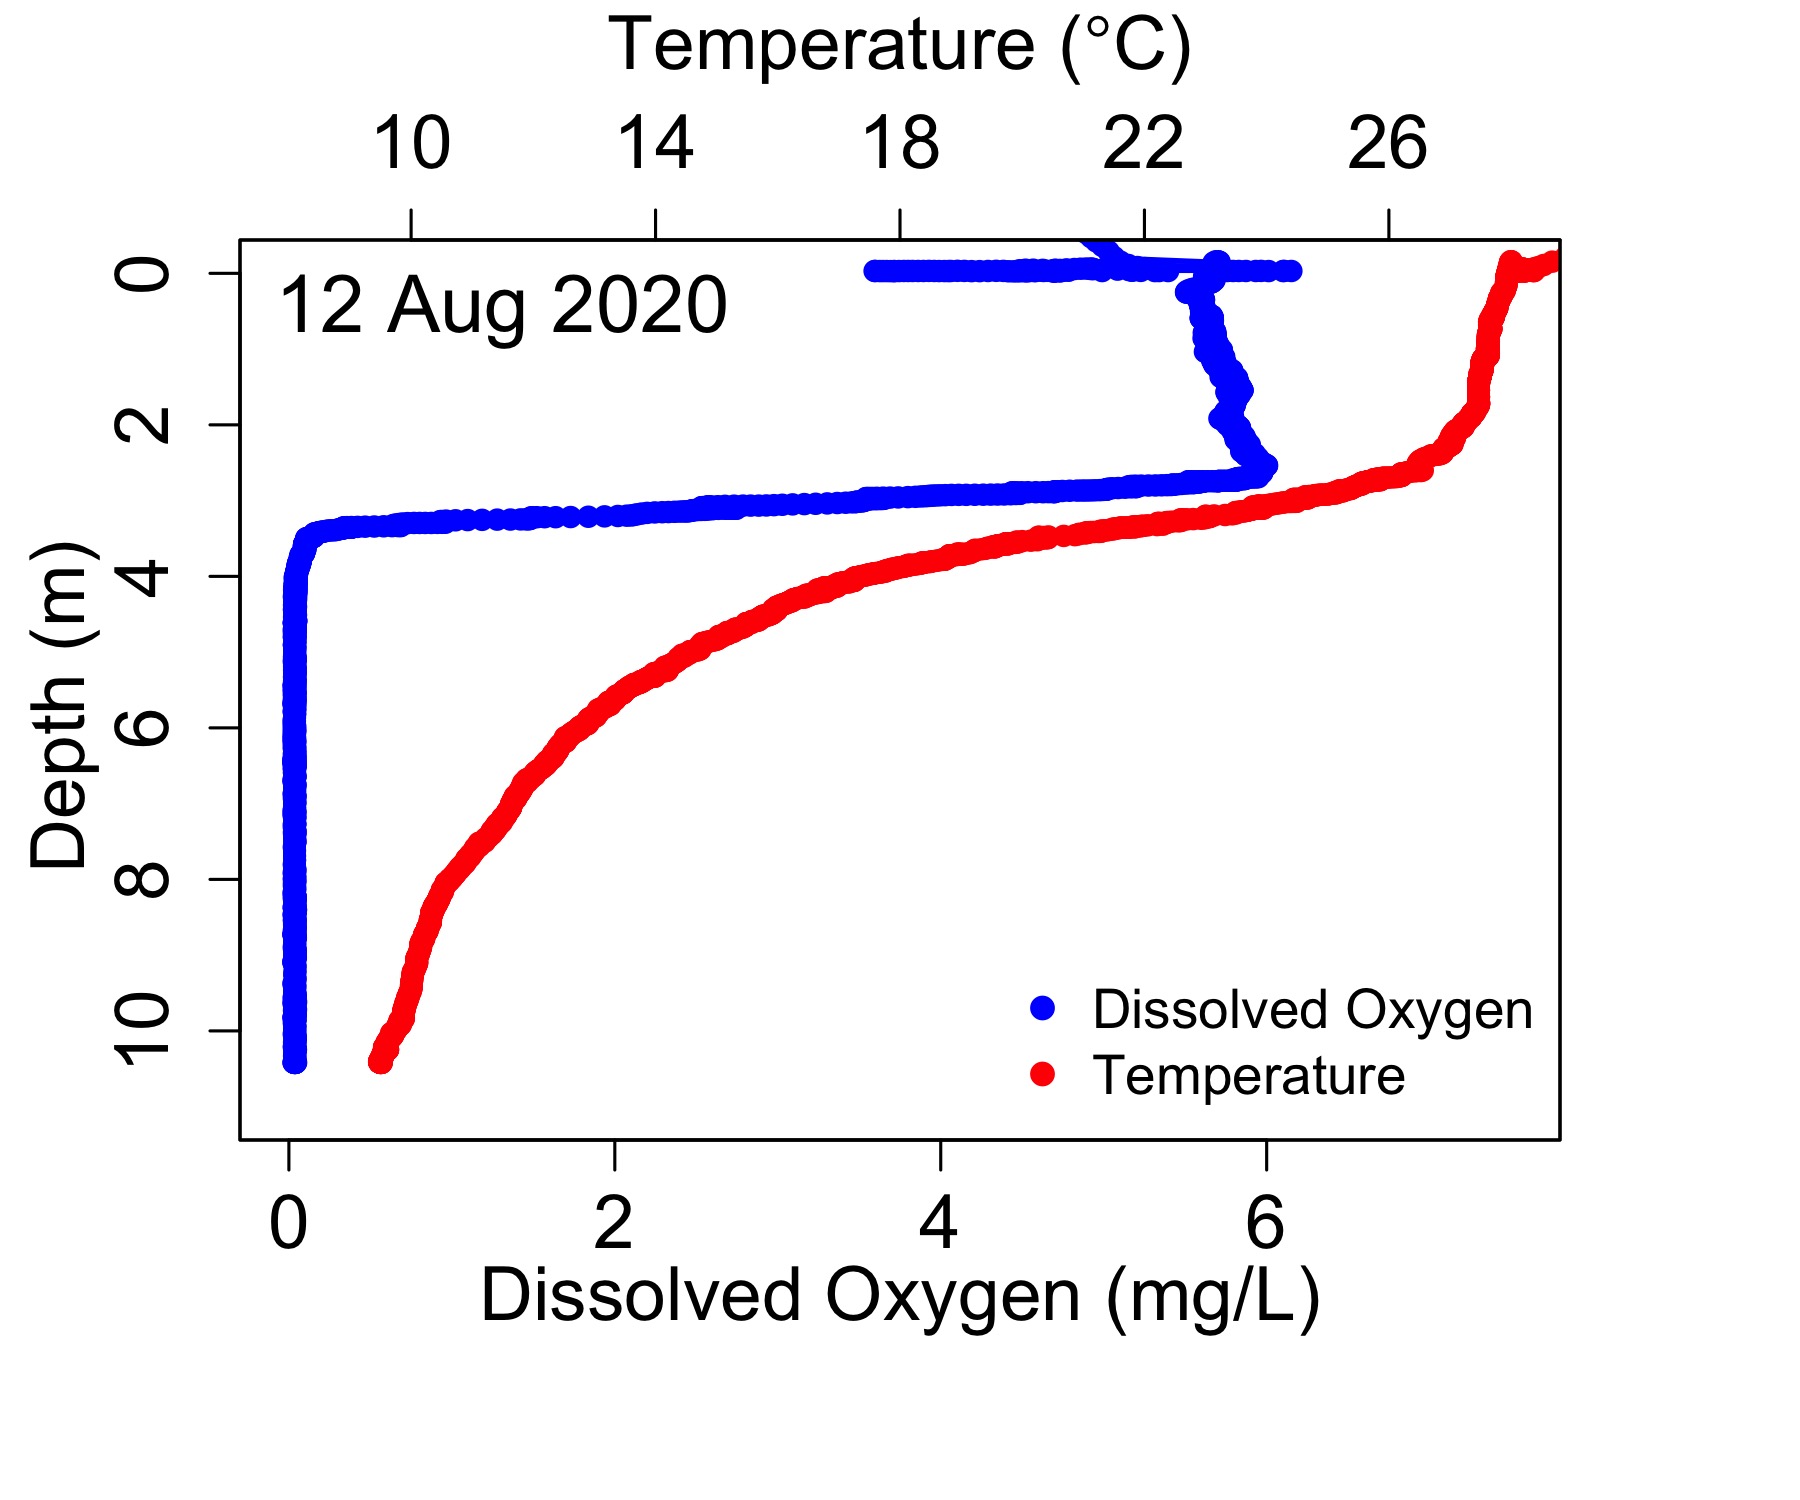 Temperature (°C)
10 14 18 22 26
12 Aug 2020
0
2
4
6
8
10
Depth (m)
Dissolved Oxygen
Temperature
0 2 4 6
Dissolved Oxygen (mg/L)